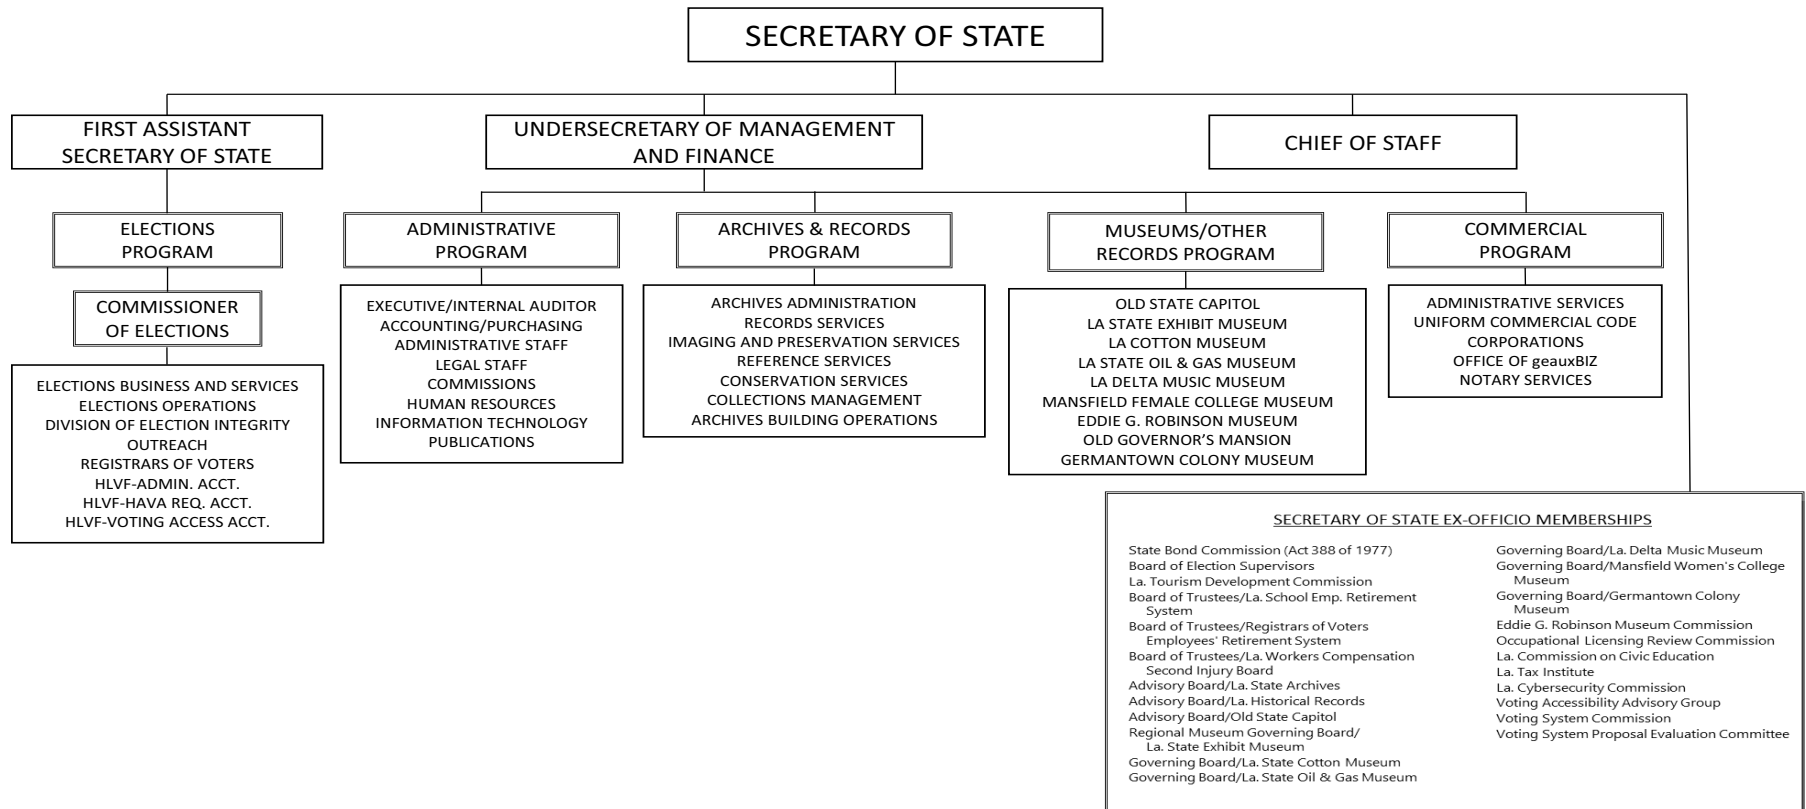 SECRETARY OF STATE
FIRST ASSISTANT
SECRETARY OF STATE
UNDERSECRETARY OF MANAGEMENT
AND FINANCE
CHIEF OF STAFF
ELECTIONS
PROGRAM
COMMISSIONER
OF ELECTIONS
ELECTIONS BUSINESS AND SERVICES
ELECTIONS OPERATIONS
DIVISION OF ELECTION INTEGRITY
OUTREACH
REGISTRARS OF VOTERS
HLVF-ADMIN. ACCT.
HLVF-HAVA REQ. ACCT.
HLVF-VOTING ACCESS ACCT.
ADMINISTRATIVE
PROGRAM
EXECUTIVE/INTERNAL AUDITOR
ACCOUNTING/PURCHASING
ADMINISTRATIVE STAFF
LEGAL STAFF
COMMISSIONS
HUMAN RESOURCES
INFORMATION TECHNOLOGY
PUBLICATIONS
ARCHIVES & RECORDS
PROGRAM
ARCHIVES ADMINISTRATION
RECORDS SERVICES
IMAGING AND PRESERVATION SERVICES
REFERENCE SERVICES
CONSERVATION SERVICES
COLLECTIONS MANAGEMENT
ARCHIVES BUILDING OPERATIONS
MUSEUMS/OTHER
RECORDS PROGRAM
OLD STATE CAPITOL
LA STATE EXHIBIT MUSEUM
LA COTTON MUSEUM
LA STATE OIL & GAS MUSEUM
LA DELTA MUSIC MUSEUM
MANSFIELD FEMALE COLLEGE MUSEUM
EDDIE G. ROBINSON MUSEUM
OLD GOVERNOR'S MANSION
GERMANTOWN COLONY MUSEUM
COMMERCIAL
PROGRAM
ADMINISTRATIVE SERVICES
UNIFORM COMMERCIAL CODE
CORPORATIONS
OFFICE OF geauxBIZ
NOTARY SERVICES
SECRETARY OF STATE EX-OFFICIO MEMBERSHIPS
State Bond Commission (Act 388 of 1977)
Board of Election Supervisors
La. Tourism Development Commission
Board of Trustees/La. School Emp. Retirement
System
Board of Trustees/Registrars of Voters
Employees' Retirement System
Board of Trustees/La. Workers Compensation
Second Injury Board
Advisory Board/La. State Archives
Advisory Board/La. Historical Records
Advisory Board/Old State Capitol
Regional Museum Governing Board/
La. State Exhibit Museum
Governing Board/La. State Cotton Museum
Governing Board/La. State Oil & Gas Museum
Governing Board/La. Delta Music Museum
Governing Board/Mansfield Women's College
Museum
Governing Board/Germantown Colony
Museum
Eddie G. Robinson Museum Commission
Occupational Licensing Review Commission
La. Commission on Civic Education
La. Tax Institute
La. Cybersecurity Commission
Voting Accessibility Advisory Group
Voting System Commission
Voting System Proposal Evaluation Committee